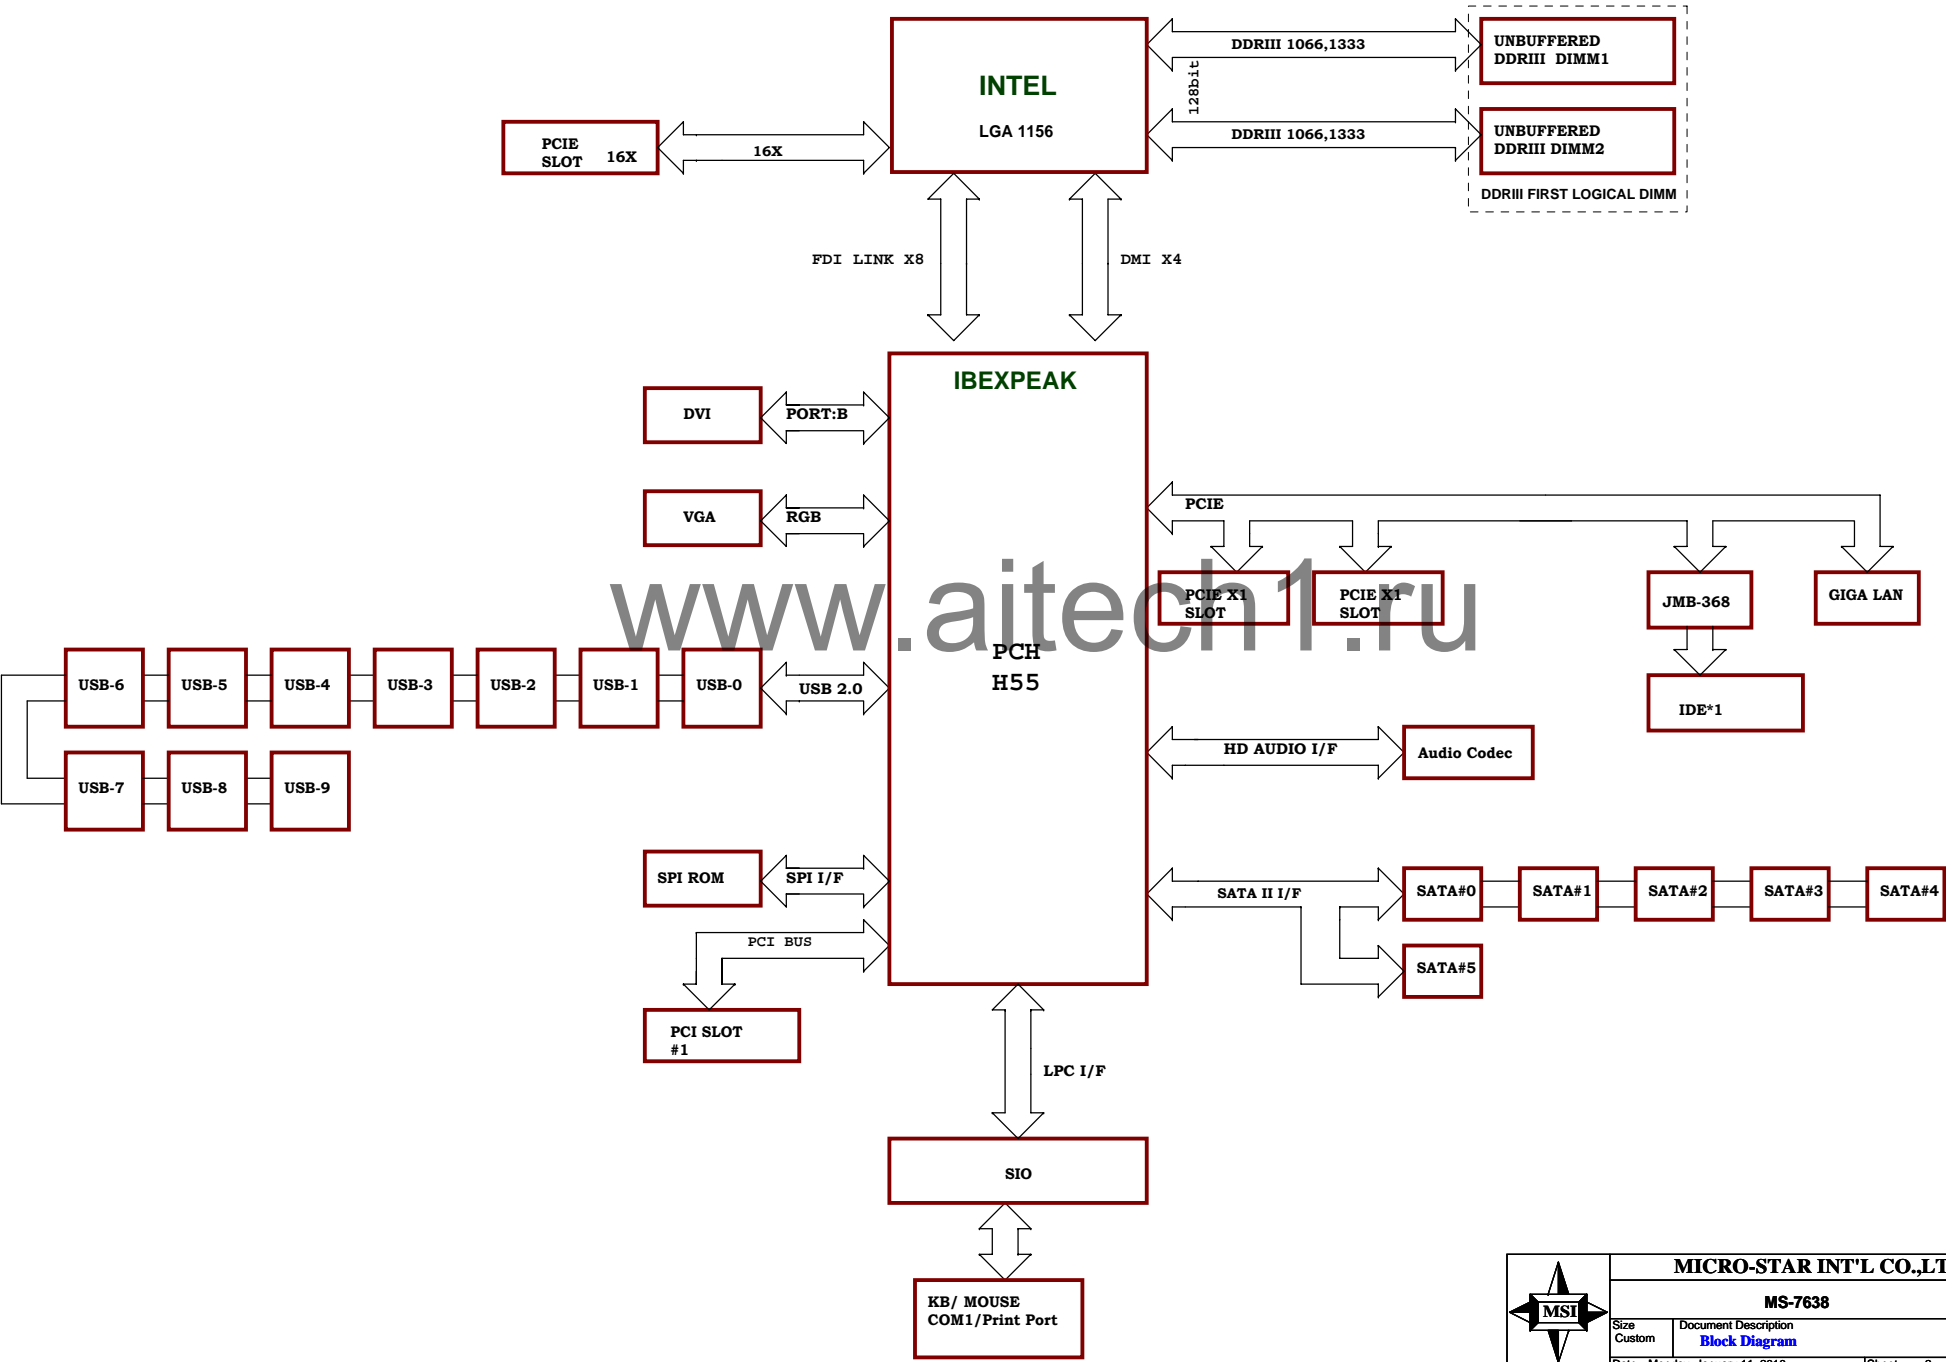 INTEL
LGA 1156
DDRIII 1066,1333
128bit
DDRIII 1066,1333
UNBUFFERED
DDRIII DIMM1
UNBUFFERED
DDRIII DIMM2
DDRIII FIRST LOGICAL DIMM
PCIE
SLOT 16X
16X
FDI LINK X8
DMI X4
IBEXPEAK
DVI
PORT:B
VGA
RGB
PCIE
PCIE X1
SLOT
PCIE X1
SLOT
JMB-368
GIGA LAN
www.aitech1.ru
PCH
H55
IDE*1
USB-6
USB-5
USB-4
USB-3
USB-2
USB-1
USB-0
USB 2.0
USB-7
USB-8
USB-9
HD AUDIO I/F
Audio Codec
SPI ROM
SPI I/F
SATA II I/F
SATA#0
SATA#1
SATA#2
SATA#3
SATA#4
SATA#5
PCI BUS
PCI SLOT
#1
LPC I/F
SIO
KB/ MOUSE
COM1/Print Port
MSI
MICRO-STAR INT'L CO.,LT
MS-7638
Size
Custom
Document Description
Block Diagram